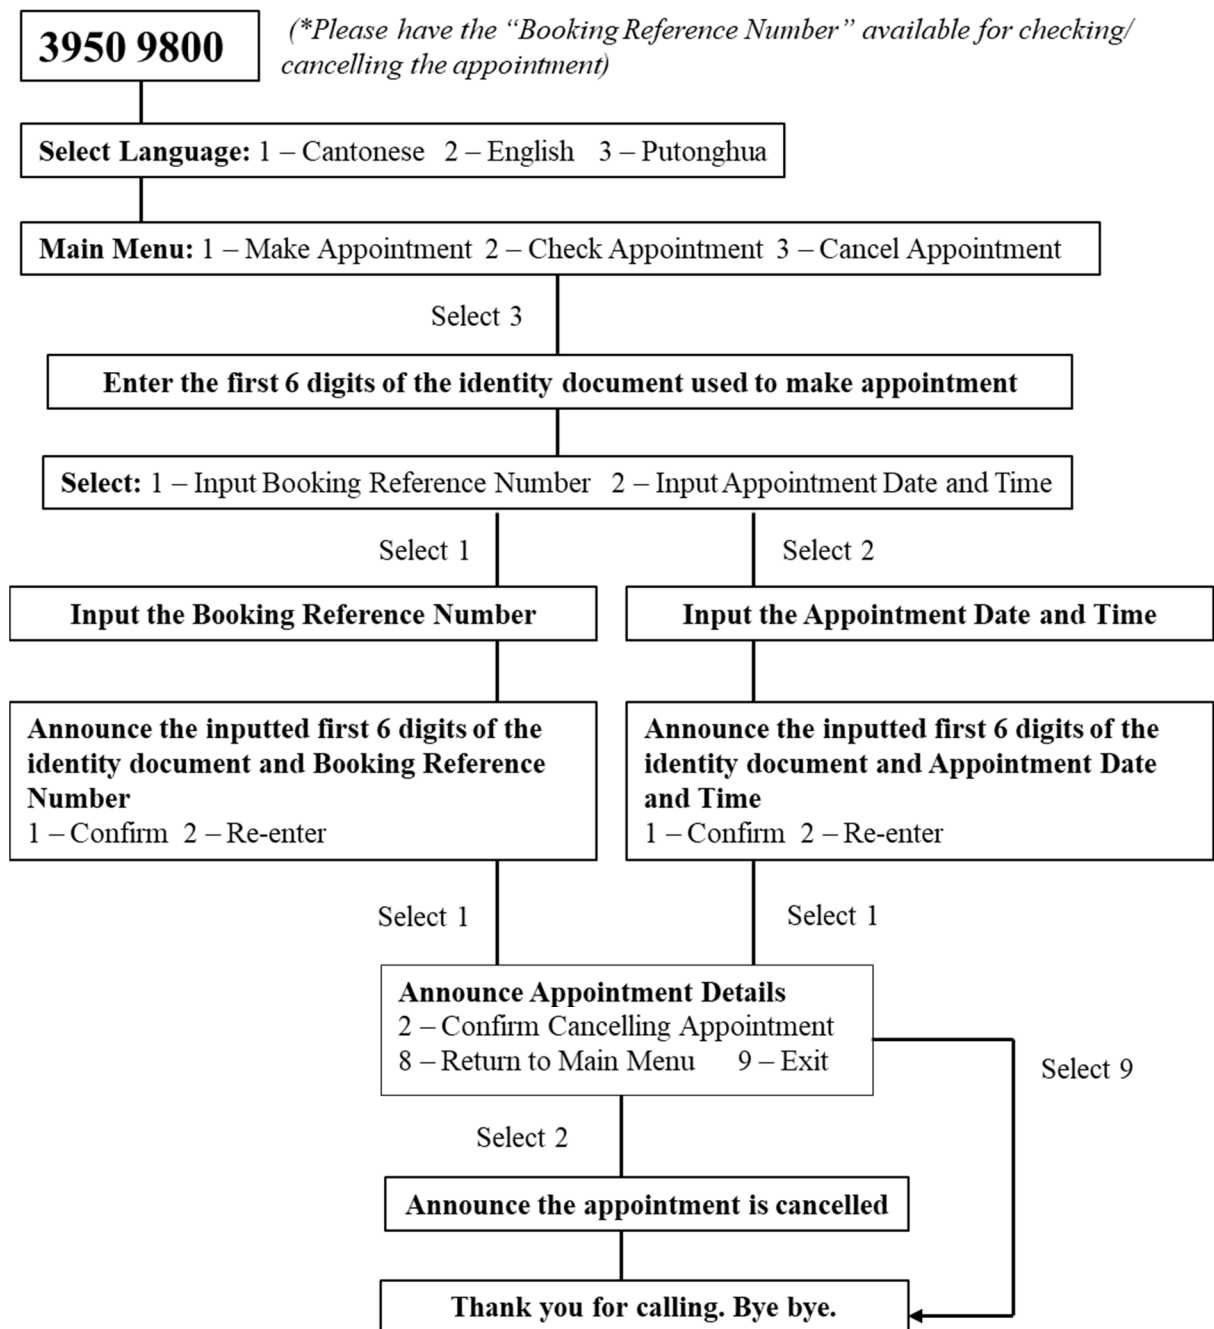 3950 9800
(*Please have the “Booking Reference Number” available for checking/
cancelling the appointment)
Select Language: 1 – Cantonese 2 – English 3 – Putonghua
Main Menu: 1 – Make Appointment 2 – Check Appointment 3 – Cancel Appointment
Select 3
Enter the first 6 digits of the identity document used to make appointment
Select: 1 – Input Booking Reference Number 2 – Input Appointment Date and Time
Select 1
Select 2
Input the Booking Reference Number
Input the Appointment Date and Time
Announce the inputted first 6 digits of the
identity document and Booking Reference
Number
1 – Confirm 2 – Re-enter
Announce the inputted first 6 digits of the
identity document and Appointment Date
and Time
1 – Confirm 2 – Re-enter
Select 1
Select 1
Announce Appointment Details
2 – Confirm Cancelling Appointment
8 – Return to Main Menu 9 – Exit
Select 9
Select 2
Announce the appointment is cancelled
Thank you for calling. Bye bye.